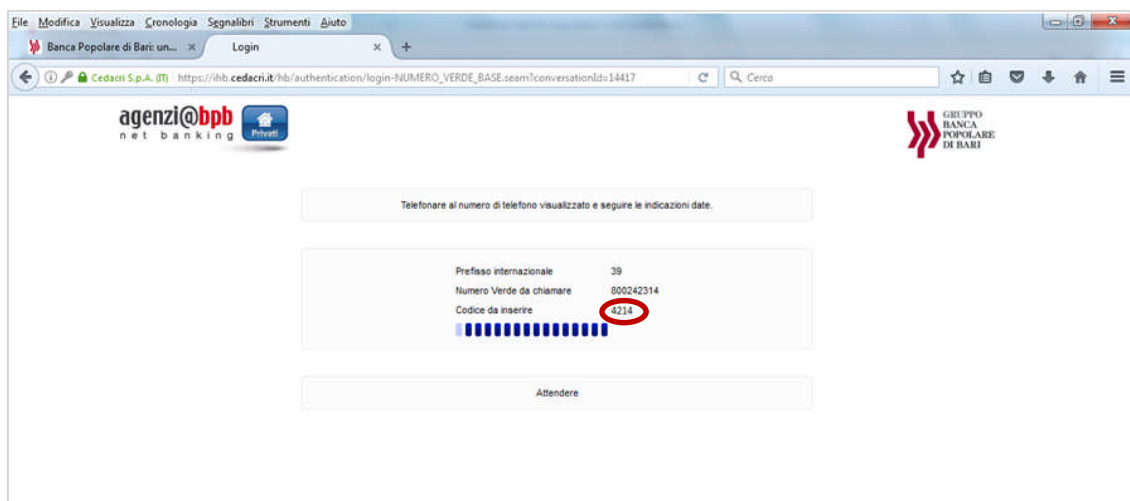 File Modifica Visualizza Cronologia Segnalibri Strumenti Aiuto
Banca Popolare di Bari: un... × Login × +
Cedacri S.p.A. (IT) https://ihb.cedacri.it/hb/authentication/login-NUMERO_VERDE_BASE.seam?conversationId=14417 Cerca
agenzi@bpb
net banking
Privati
GRUPPO
BANCA
POPOLARE
DI BARI
Telefonare al numero di telefono visualizzato e seguire le indicazioni date.
Prefisso internazionale 39
Numero Verde da chiamare 800242314
Codice da inserire 4214
Attendere